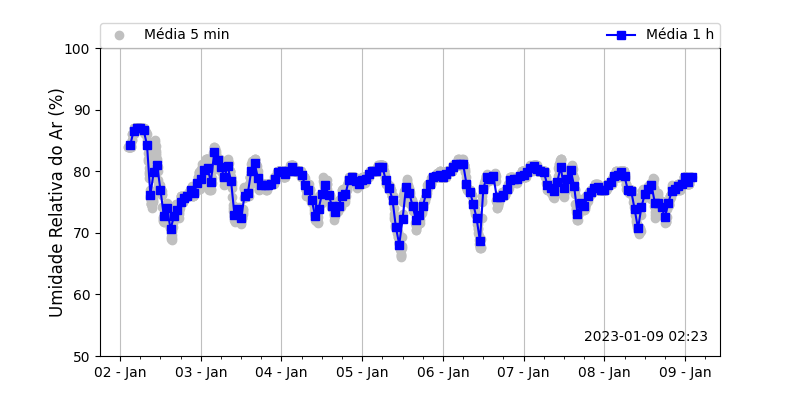 Média 5 min
Média 1 h
100
90
80
70
60
50
Umidade Relativa do Ar (%)
2023-01-09 02:23
02 - Jan
03 - Jan
04 - Jan
05 - Jan
06 - Jan
07 - Jan
08 - Jan
09 - Jan